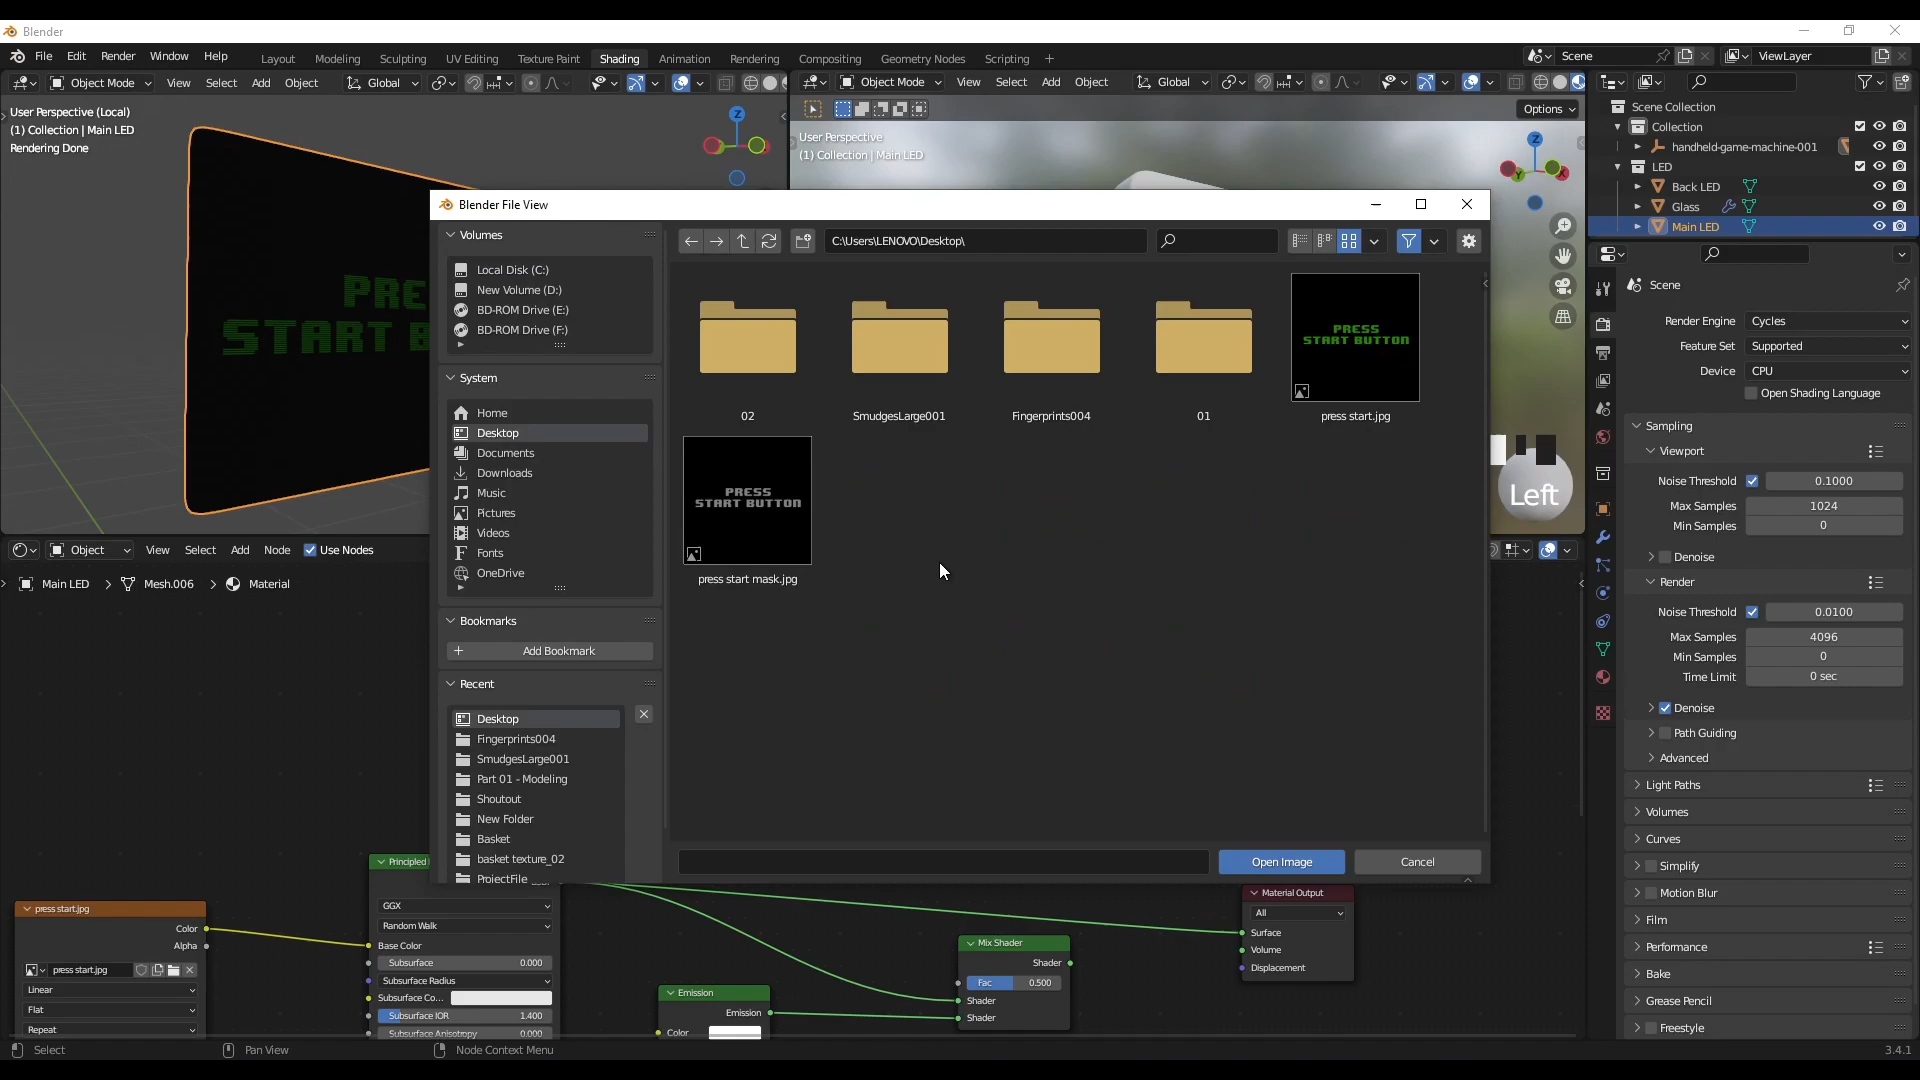 Blender
File Edit Render Window Help
Layout Modeling Sculpting UV Editing Texture Paint Shading Animation Rendering Compositing Geometry Nodes Scripting +
Scene
ViewLayer
Object Mode View Select Add Object Global
Object Mode View Select Add Object Global
Options
User Perspective (Local)
(1) Collection | Main LED
Rendering Done
PRE
START B
User Perspective
(1) Collection | Main LED
Left
Blender File View
Volumes
Local Disk (C:)
New Volume (D:)
BD-ROM Drive (E:)
BD-ROM Drive (F:)
System
Home
Desktop
Documents
Downloads
Music
Pictures
Videos
Fonts
OneDrive
Bookmarks
Add Bookmark
Recent
Desktop
Fingerprints004
SmudgesLarge001
Part 01 - Modeling
Shoutout
New Folder
Basket
basket texture_02
ProjectFile
C:\Users\LENOVO\Desktop\
PRESS
START BUTTON
02 SmudgesLarge001 Fingerprints004 01 press start.jpg
PRESS
START BUTTON
press start mask.jpg
Open Image
Cancel
Object View Select Add Node Use Nodes
Main LED > Mesh.006 > Material
press start.jpg
Color
Alpha
press start.jpg
Linear
Flat
Repeat
Principled
GGX
Random Walk
Base Color
Subsurface 0.000
Subsurface Radius
Subsurface Co...
Subsurface IOR 1.400
Subsurface Anisotropy 0.000
Emission
Emission
Color
Mix Shader
Shader
Fac 0.500
Shader
Shader
Material Output
All
Surface
Volume
Displacement
Scene Collection
Collection
handheld-game-machine-001
LED
Back LED
Glass
Main LED
Scene
Render Engine Cycles
Feature Set Supported
Device CPU
Open Shading Language
Sampling
Viewport
Noise Threshold 0.1000
Max Samples 1024
Min Samples 0
Denoise
Render
Noise Threshold 0.0100
Max Samples 4096
Min Samples 0
Time Limit 0 sec
Denoise
Path Guiding
Advanced
Light Paths
Volumes
Curves
Simplify
Motion Blur
Film
Performance
Bake
Grease Pencil
Freestyle
Select Pan View Node Context Menu
3.4.1